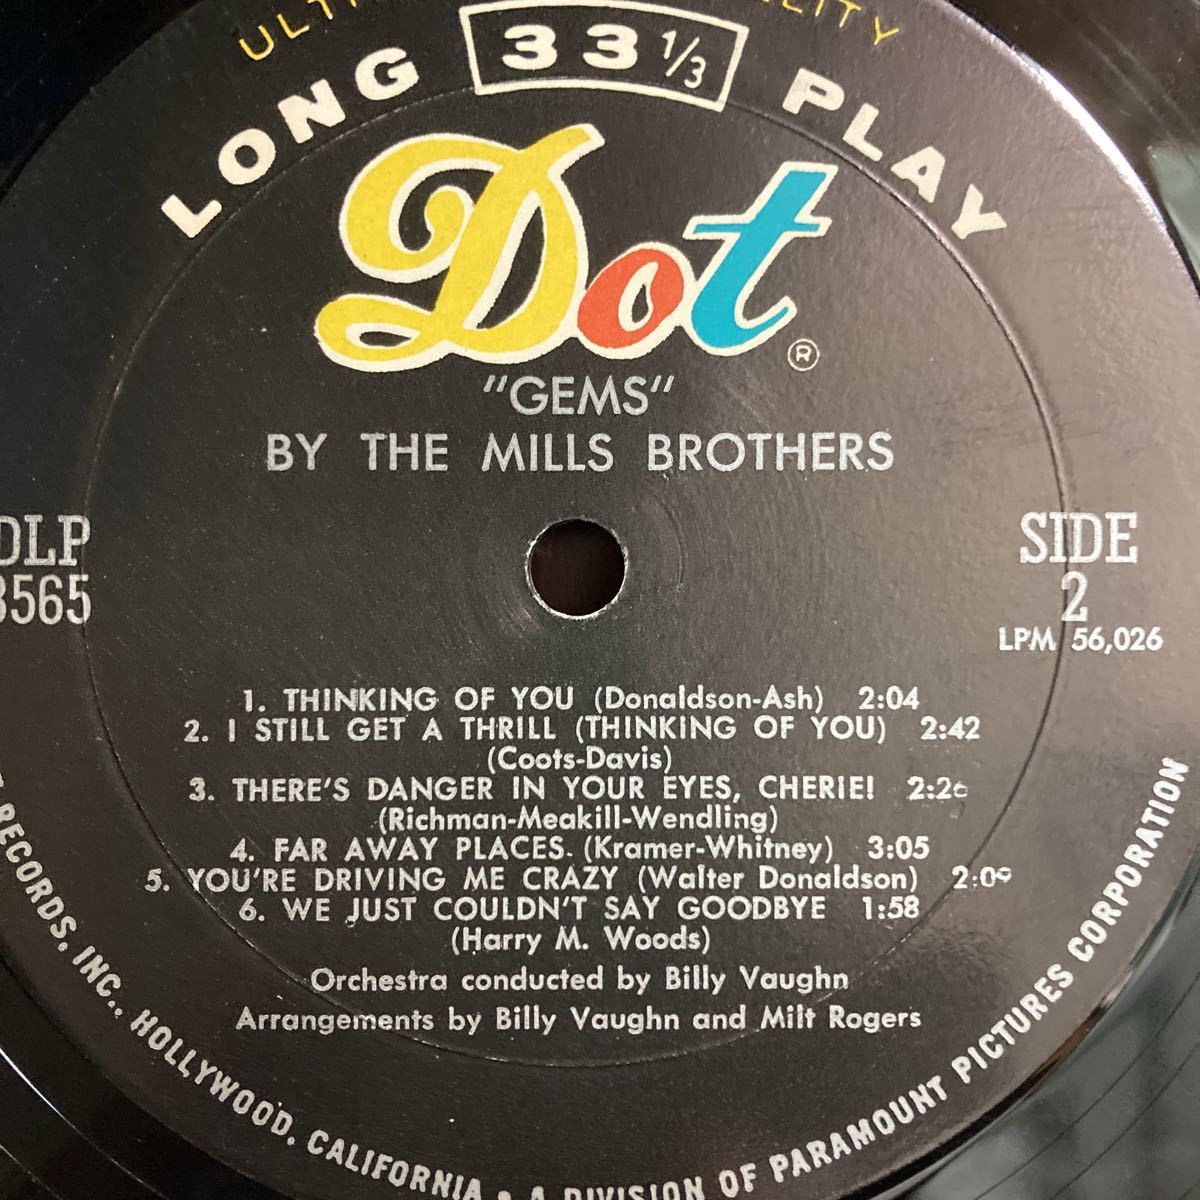 LONG 33 1/3 PLAY
Dot®
"GEMS"
BY THE MILLS BROTHERS
DLP
3565
SIDE
2
LPM 56,026
1. THINKING OF YOU (Donaldson-Ash) 2:04
2. I STILL GET A THRILL (THINKING OF YOU) 2:42
(Coots-Davis)
3. THERE'S DANGER IN YOUR EYES, CHERIE!
(Richman-Meakill-Wendling)
4. FAR AWAY PLACES. (Kramer-Whitney) 3:05
5. YOU'RE DRIVING ME CRAZY (Walter Donaldson) 2:09
6. WE JUST COULDN'T SAY GOODBYE 1:58
(Harry M. Woods)
Orchestra conducted by Billy Vaughn
Arrangements by Billy Vaughn and Milt Rogers
RECORDS, INC., HOLLYWOOD, CALIFORNIA • A DIVISION OF PARAMOUNT PICTURES CORPORATION